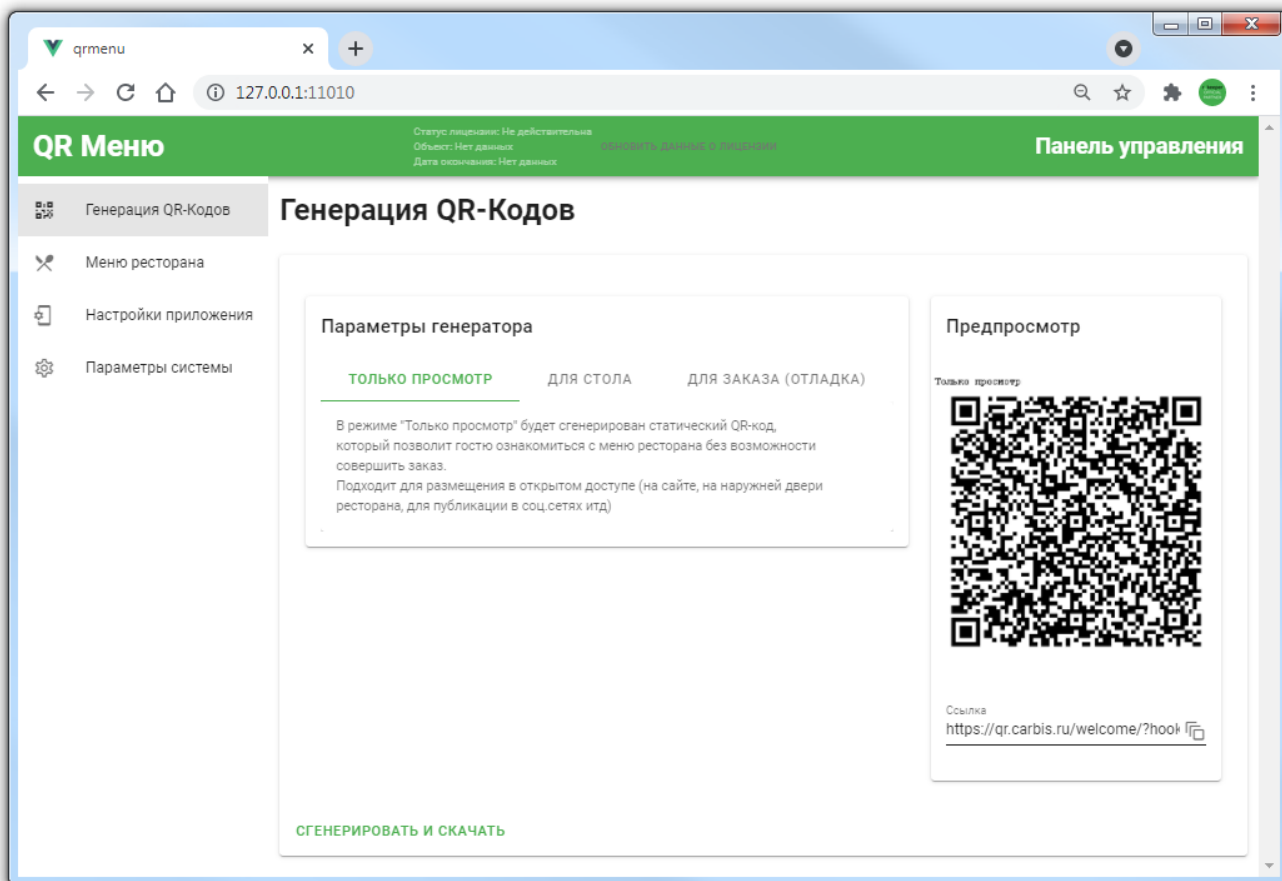 qrmenu
127.0.0.1:11010
QR Меню
Статус лицензии: Не действительна
Объект: Нет данных
Дата окончания: Нет данных
ОБНОВИТЬ ДАННЫЕ О ЛИЦЕНЗИИ
Панель управления
Генерация QR-Кодов
Меню ресторана
Настройки приложения
Параметры системы
Генерация QR-Кодов
Параметры генератора
ТОЛЬКО ПРОСМОТР ДЛЯ СТОЛА ДЛЯ ЗАКАЗА (ОТЛАДКА)
В режиме "Только просмотр" будет сгенерирован статический QR-код,
который позволит гостю ознакомиться с меню ресторана без возможности
совершить заказ.
Подходит для размещения в открытом доступе (на сайте, на наружней двери
ресторана, для публикации в соц.сетях итд)
Предпросмотр
Только просмотр
Ссылка
https://qr.carbis.ru/welcome/?hook
СГЕНЕРИРОВАТЬ И СКАЧАТЬ